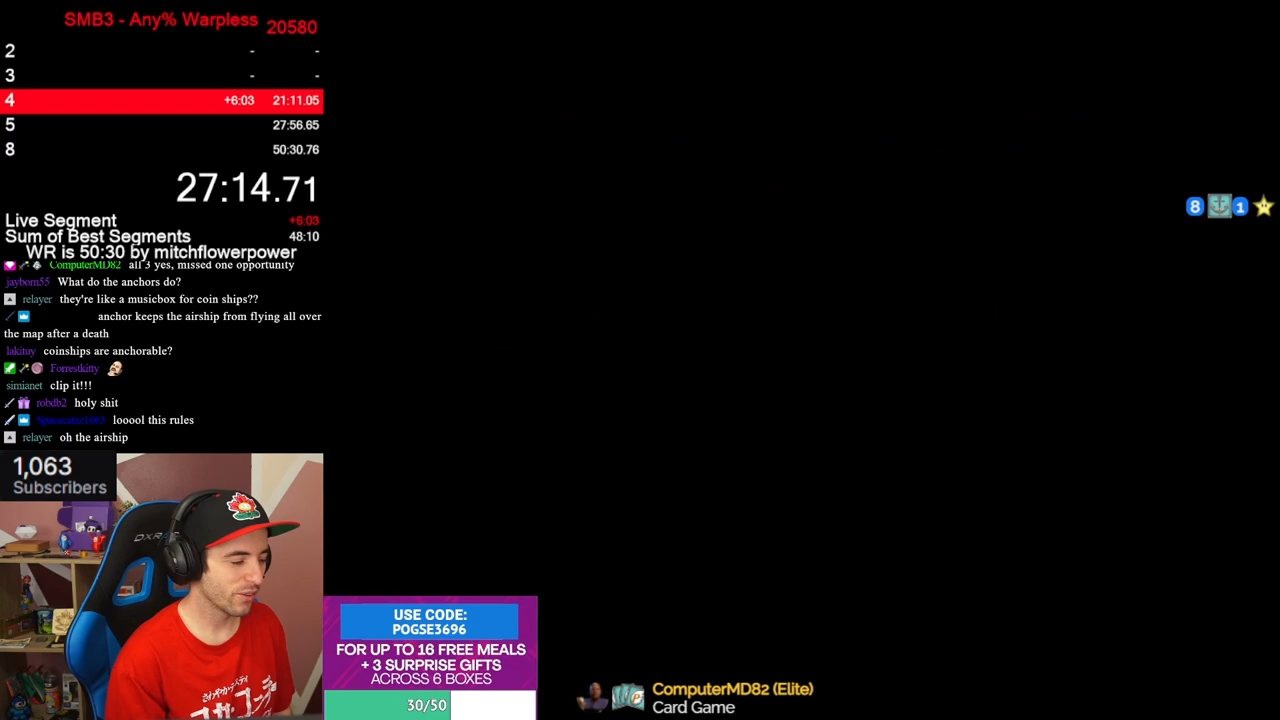 SMB3 - Any% Warpless 20580
2 - -
3 - -
4 +6:03 21:11.05
5 27:56.65
8 50:30.76
27:14.71
Live Segment +6:03
Sum of Best Segments 48:10
WR is 50:30 by mitchflowerpower
ComputerMD82 all 3 yes, missed one opportunity
jayborn55 What do the anchors do?
relayer they're like a musicbox for coin ships??
anchor keeps the airship from flying all over
the map after a death
lakituy coinships are anchorable?
Forrestkitty
simianet clip it!!!
robdb2 holy shit
looool this rules
relayer oh the airship
1,063
Subscribers
8 1
USE CODE:
POGSE3696
FOR UP TO 16 FREE MEALS
+ 3 SURPRISE GIFTS
ACROSS 6 BOXES
30/50
ComputerMD82 (Elite)
Card Game